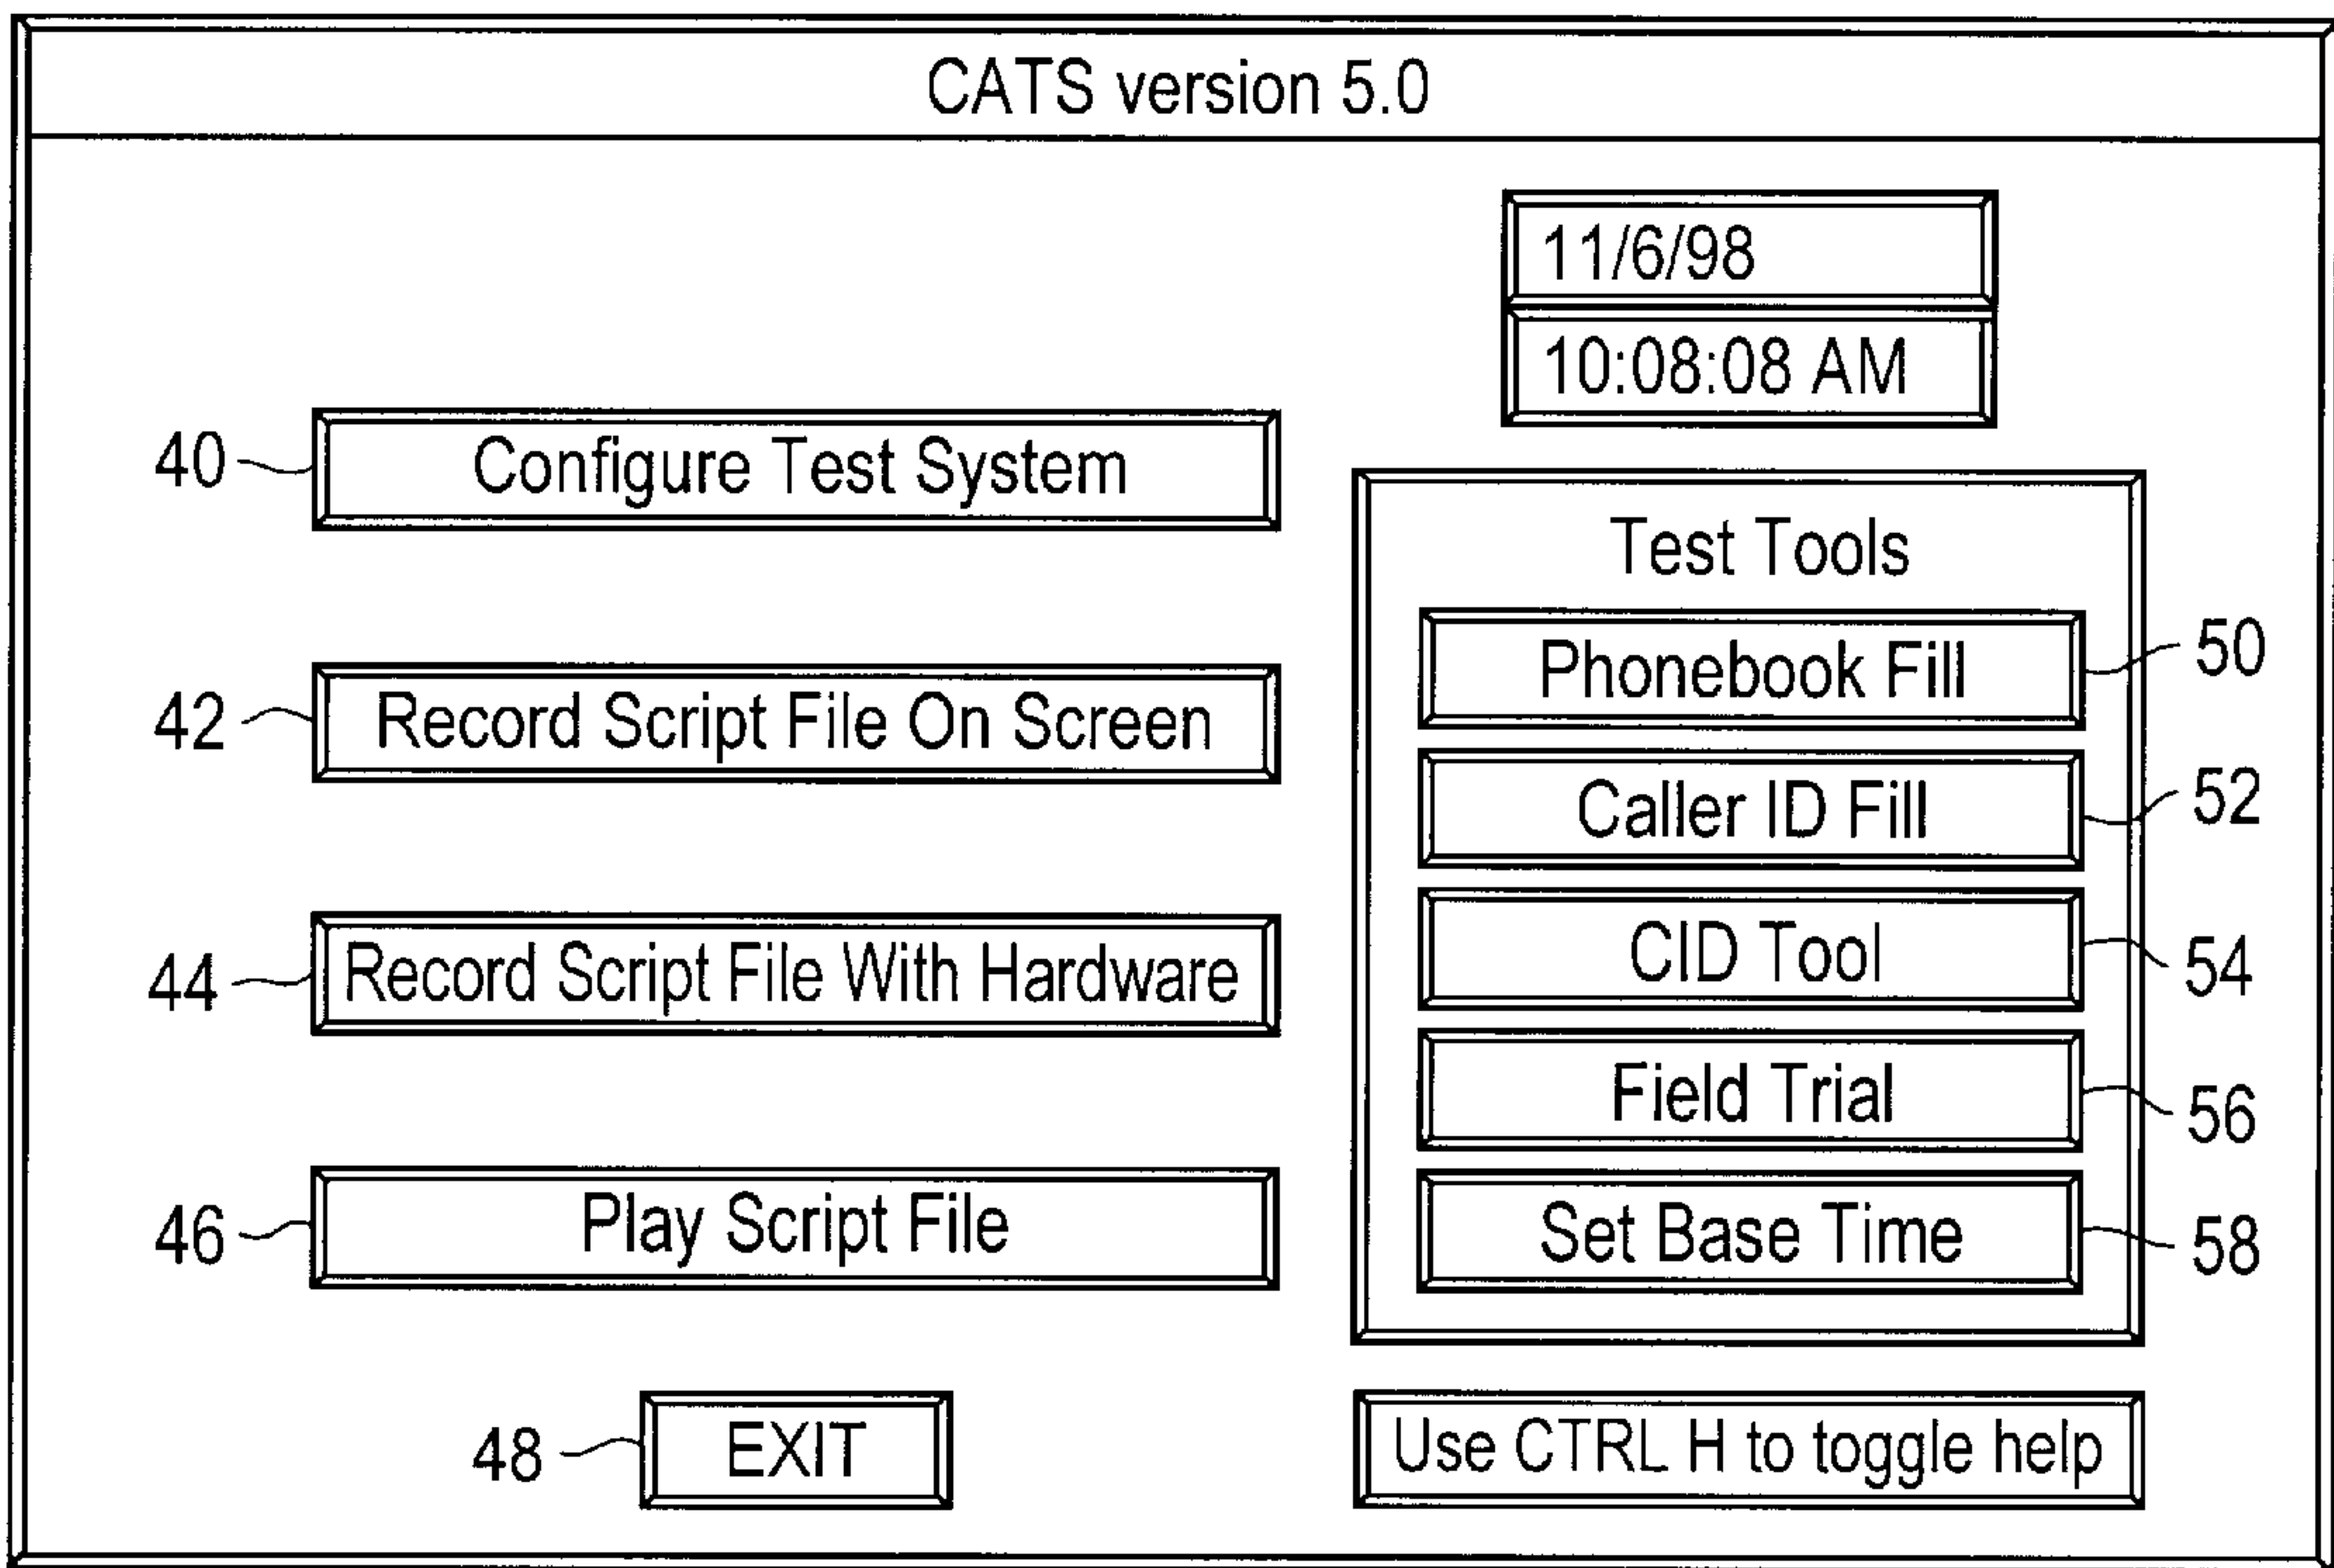 CATS version 5.0
11/6/98
10:08:08 AM
40 Configure Test System
42 Record Script File On Screen
44 Record Script File With Hardware
46 Play Script File
48 EXIT
Test Tools
Phonebook Fill 50
Caller ID Fill 52
CID Tool 54
Field Trial 56
Set Base Time 58
Use CTRL H to toggle help